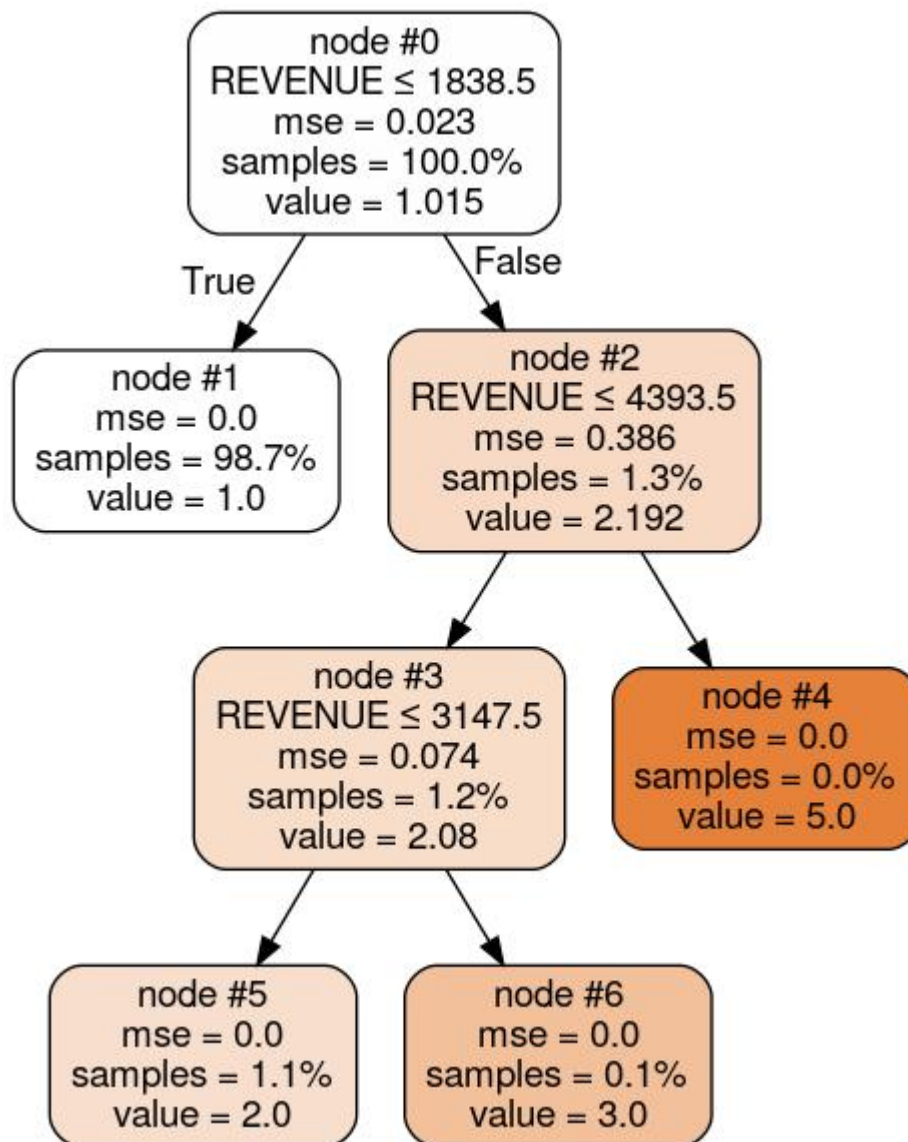 node #0
REVENUE ≤ 1838.5
mse = 0.023
samples = 100.0%
value = 1.015
True
False
node #1
mse = 0.0
samples = 98.7%
value = 1.0
node #2
REVENUE ≤ 4393.5
mse = 0.386
samples = 1.3%
value = 2.192
node #3
REVENUE ≤ 3147.5
mse = 0.074
samples = 1.2%
value = 2.08
node #4
mse = 0.0
samples = 0.0%
value = 5.0
node #5
mse = 0.0
samples = 1.1%
value = 2.0
node #6
mse = 0.0
samples = 0.1%
value = 3.0